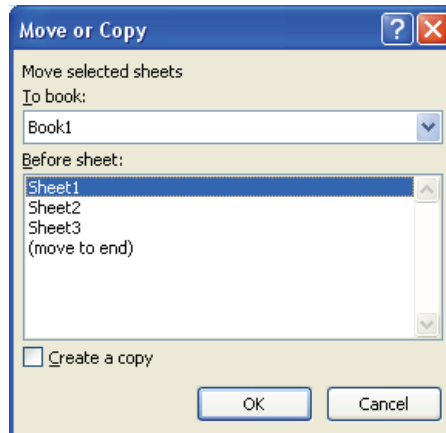 Move or Copy
Move selected sheets
To book:
Book1
Before sheet:
Sheet1
Sheet2
Sheet3
(move to end)
Create a copy
OK Cancel